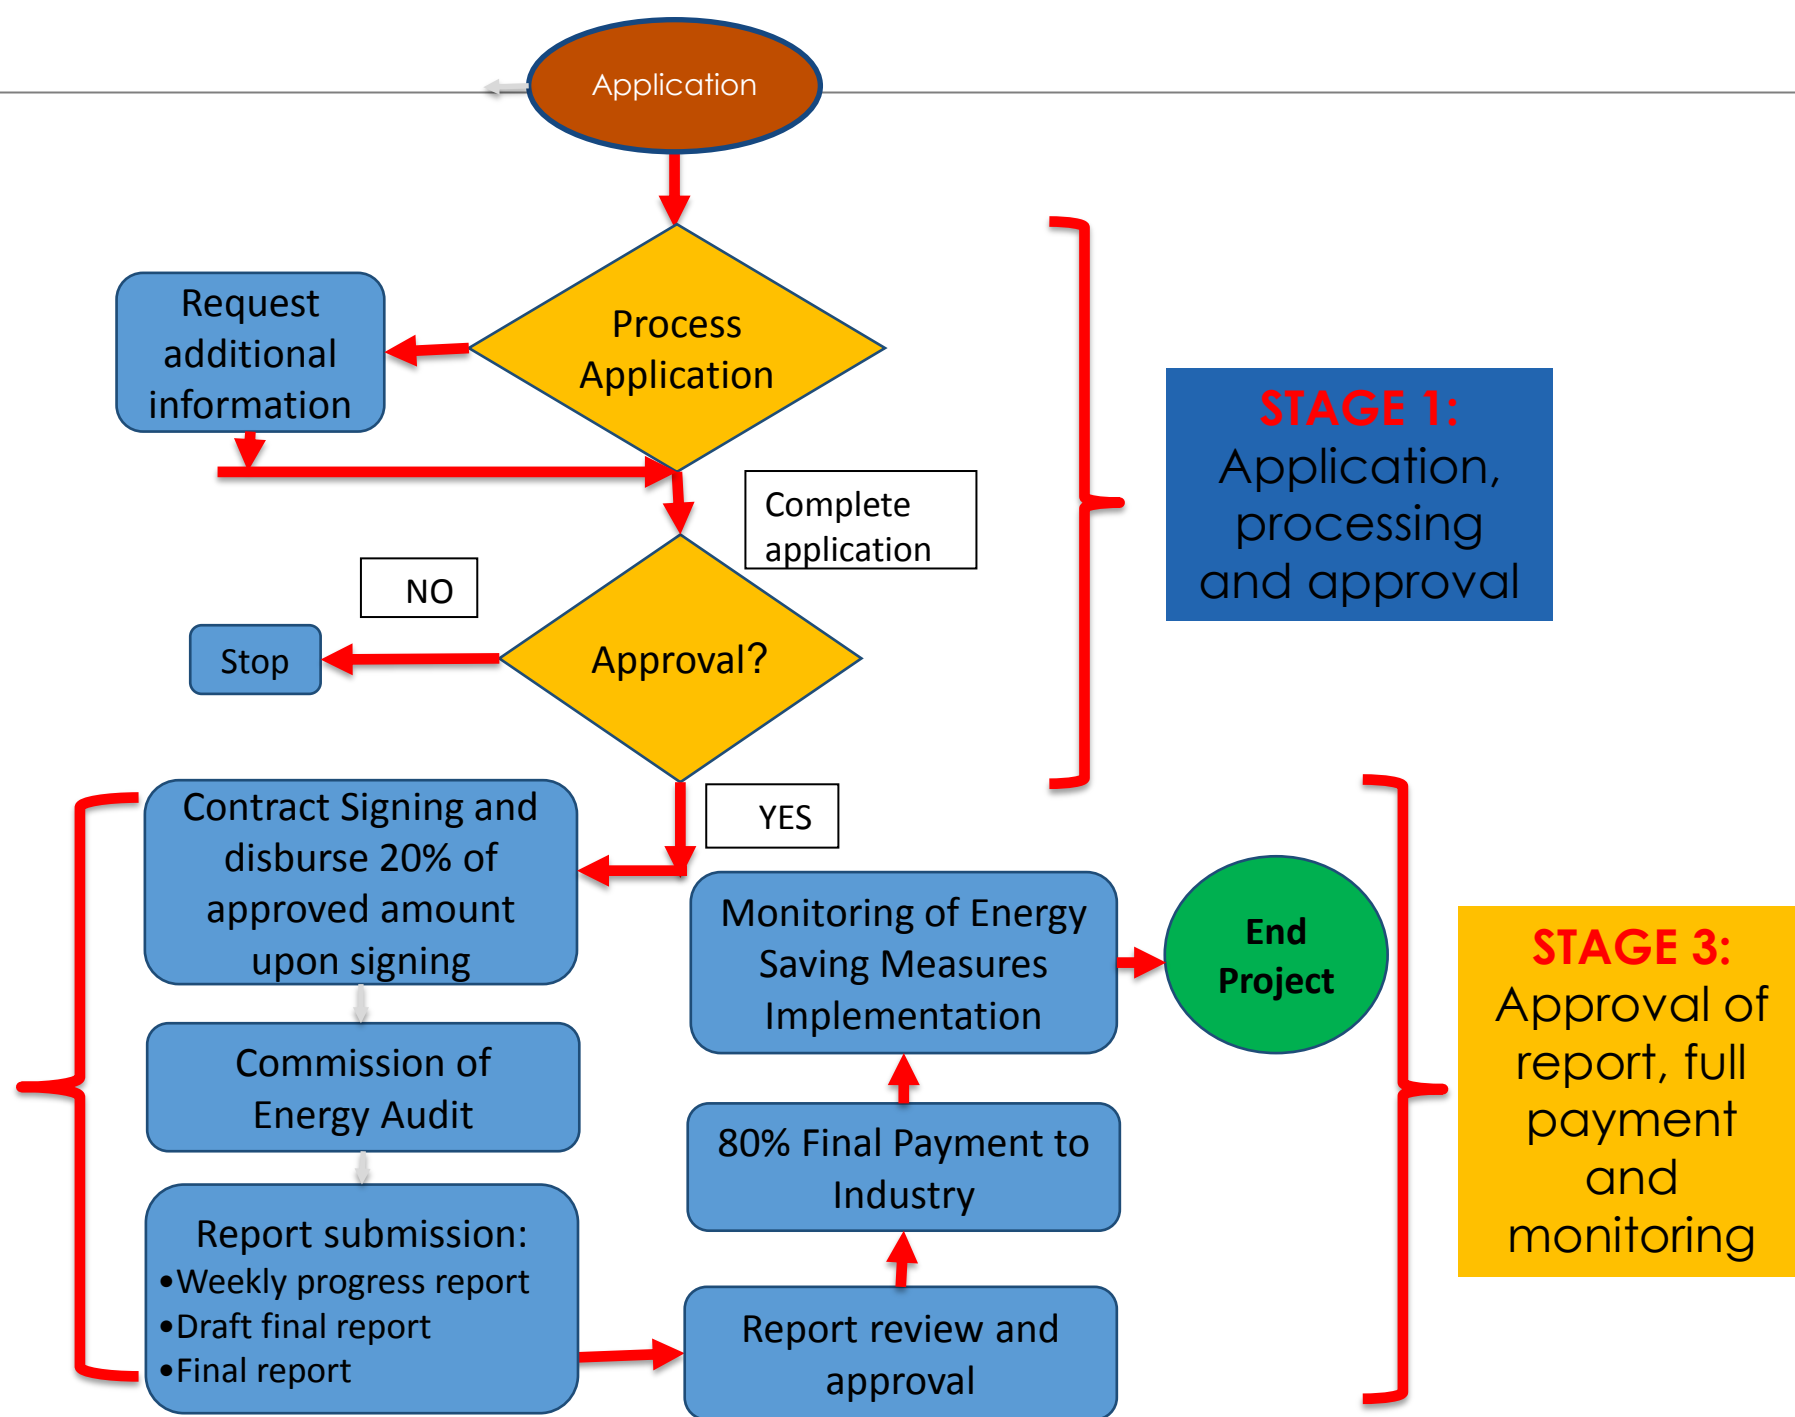 Application
Process
Application
Request
additional
information
Complete
application
NO
Stop
Approval?
YES
STAGE 1:
Application,
processing
and approval
Contract Signing and
disburse 20% of
approved amount
upon signing
Commission of
Energy Audit
Report submission:
•Weekly progress report
•Draft final report
•Final report
Report review and
approval
80% Final Payment to
Industry
Monitoring of Energy
Saving Measures
Implementation
End
Project
STAGE 3:
Approval of
report, full
payment
and
monitoring